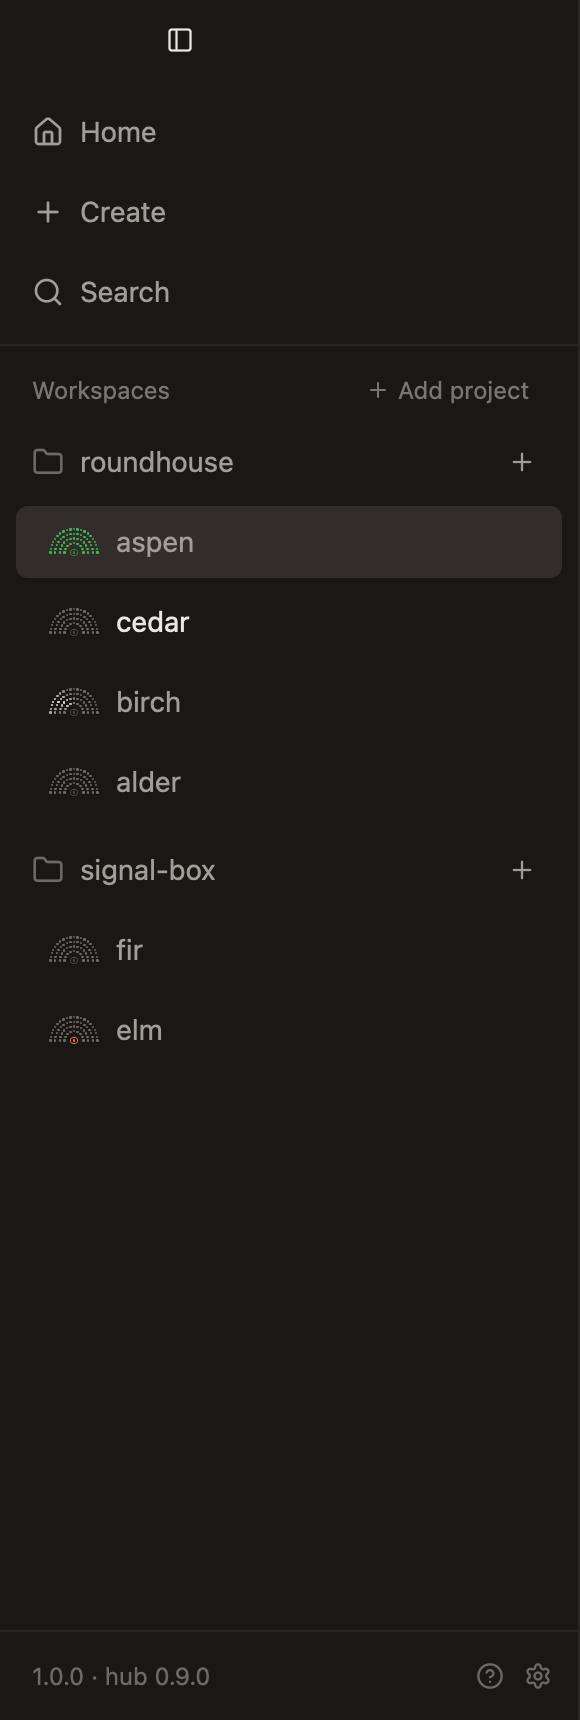 Home
Create
Search
Workspaces + Add project
roundhouse
aspen
cedar
birch
alder
signal-box
fir
elm
1.0.0 · hub 0.9.0